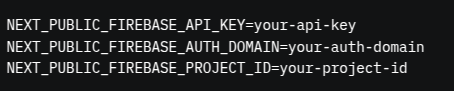 NEXT_PUBLIC_FIREBASE_API_KEY=your-api-key
NEXT_PUBLIC_FIREBASE_AUTH_DOMAIN=your-auth-domain
NEXT_PUBLIC_FIREBASE_PROJECT_ID=your-project-id